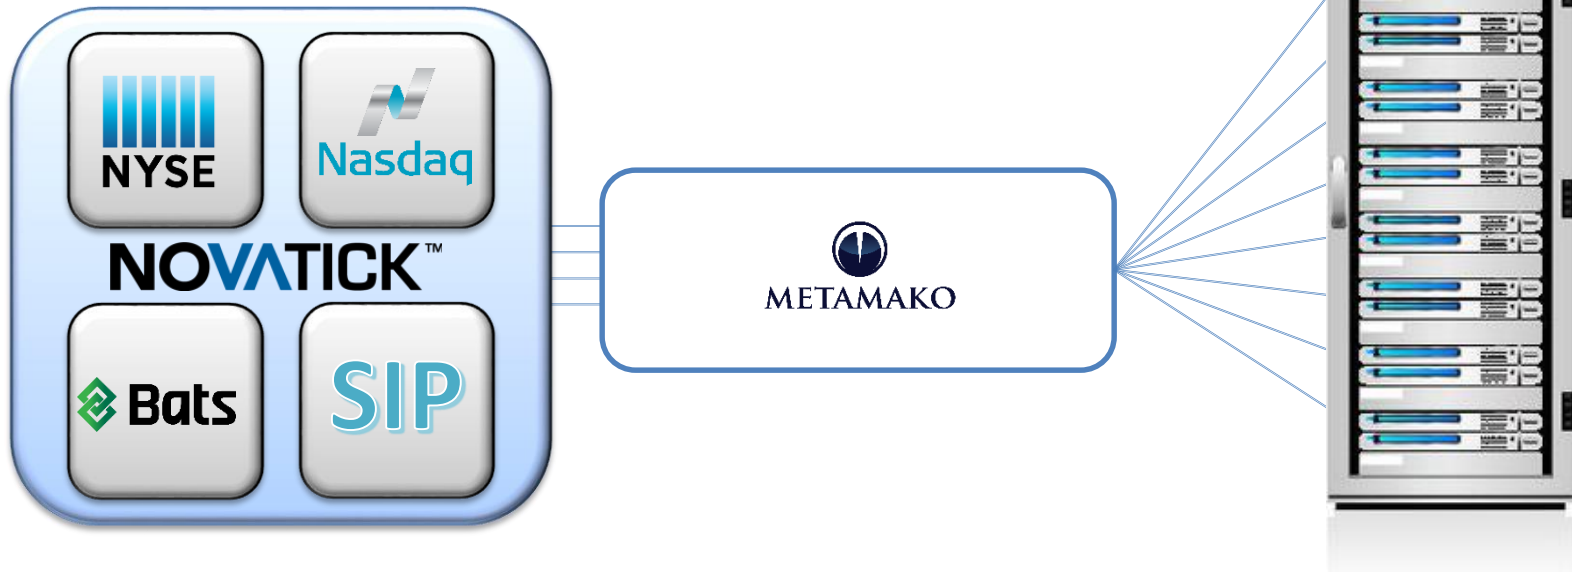 NYSE
Nasdaq
NOVATICK™
Bats
SIP
METAMAKO